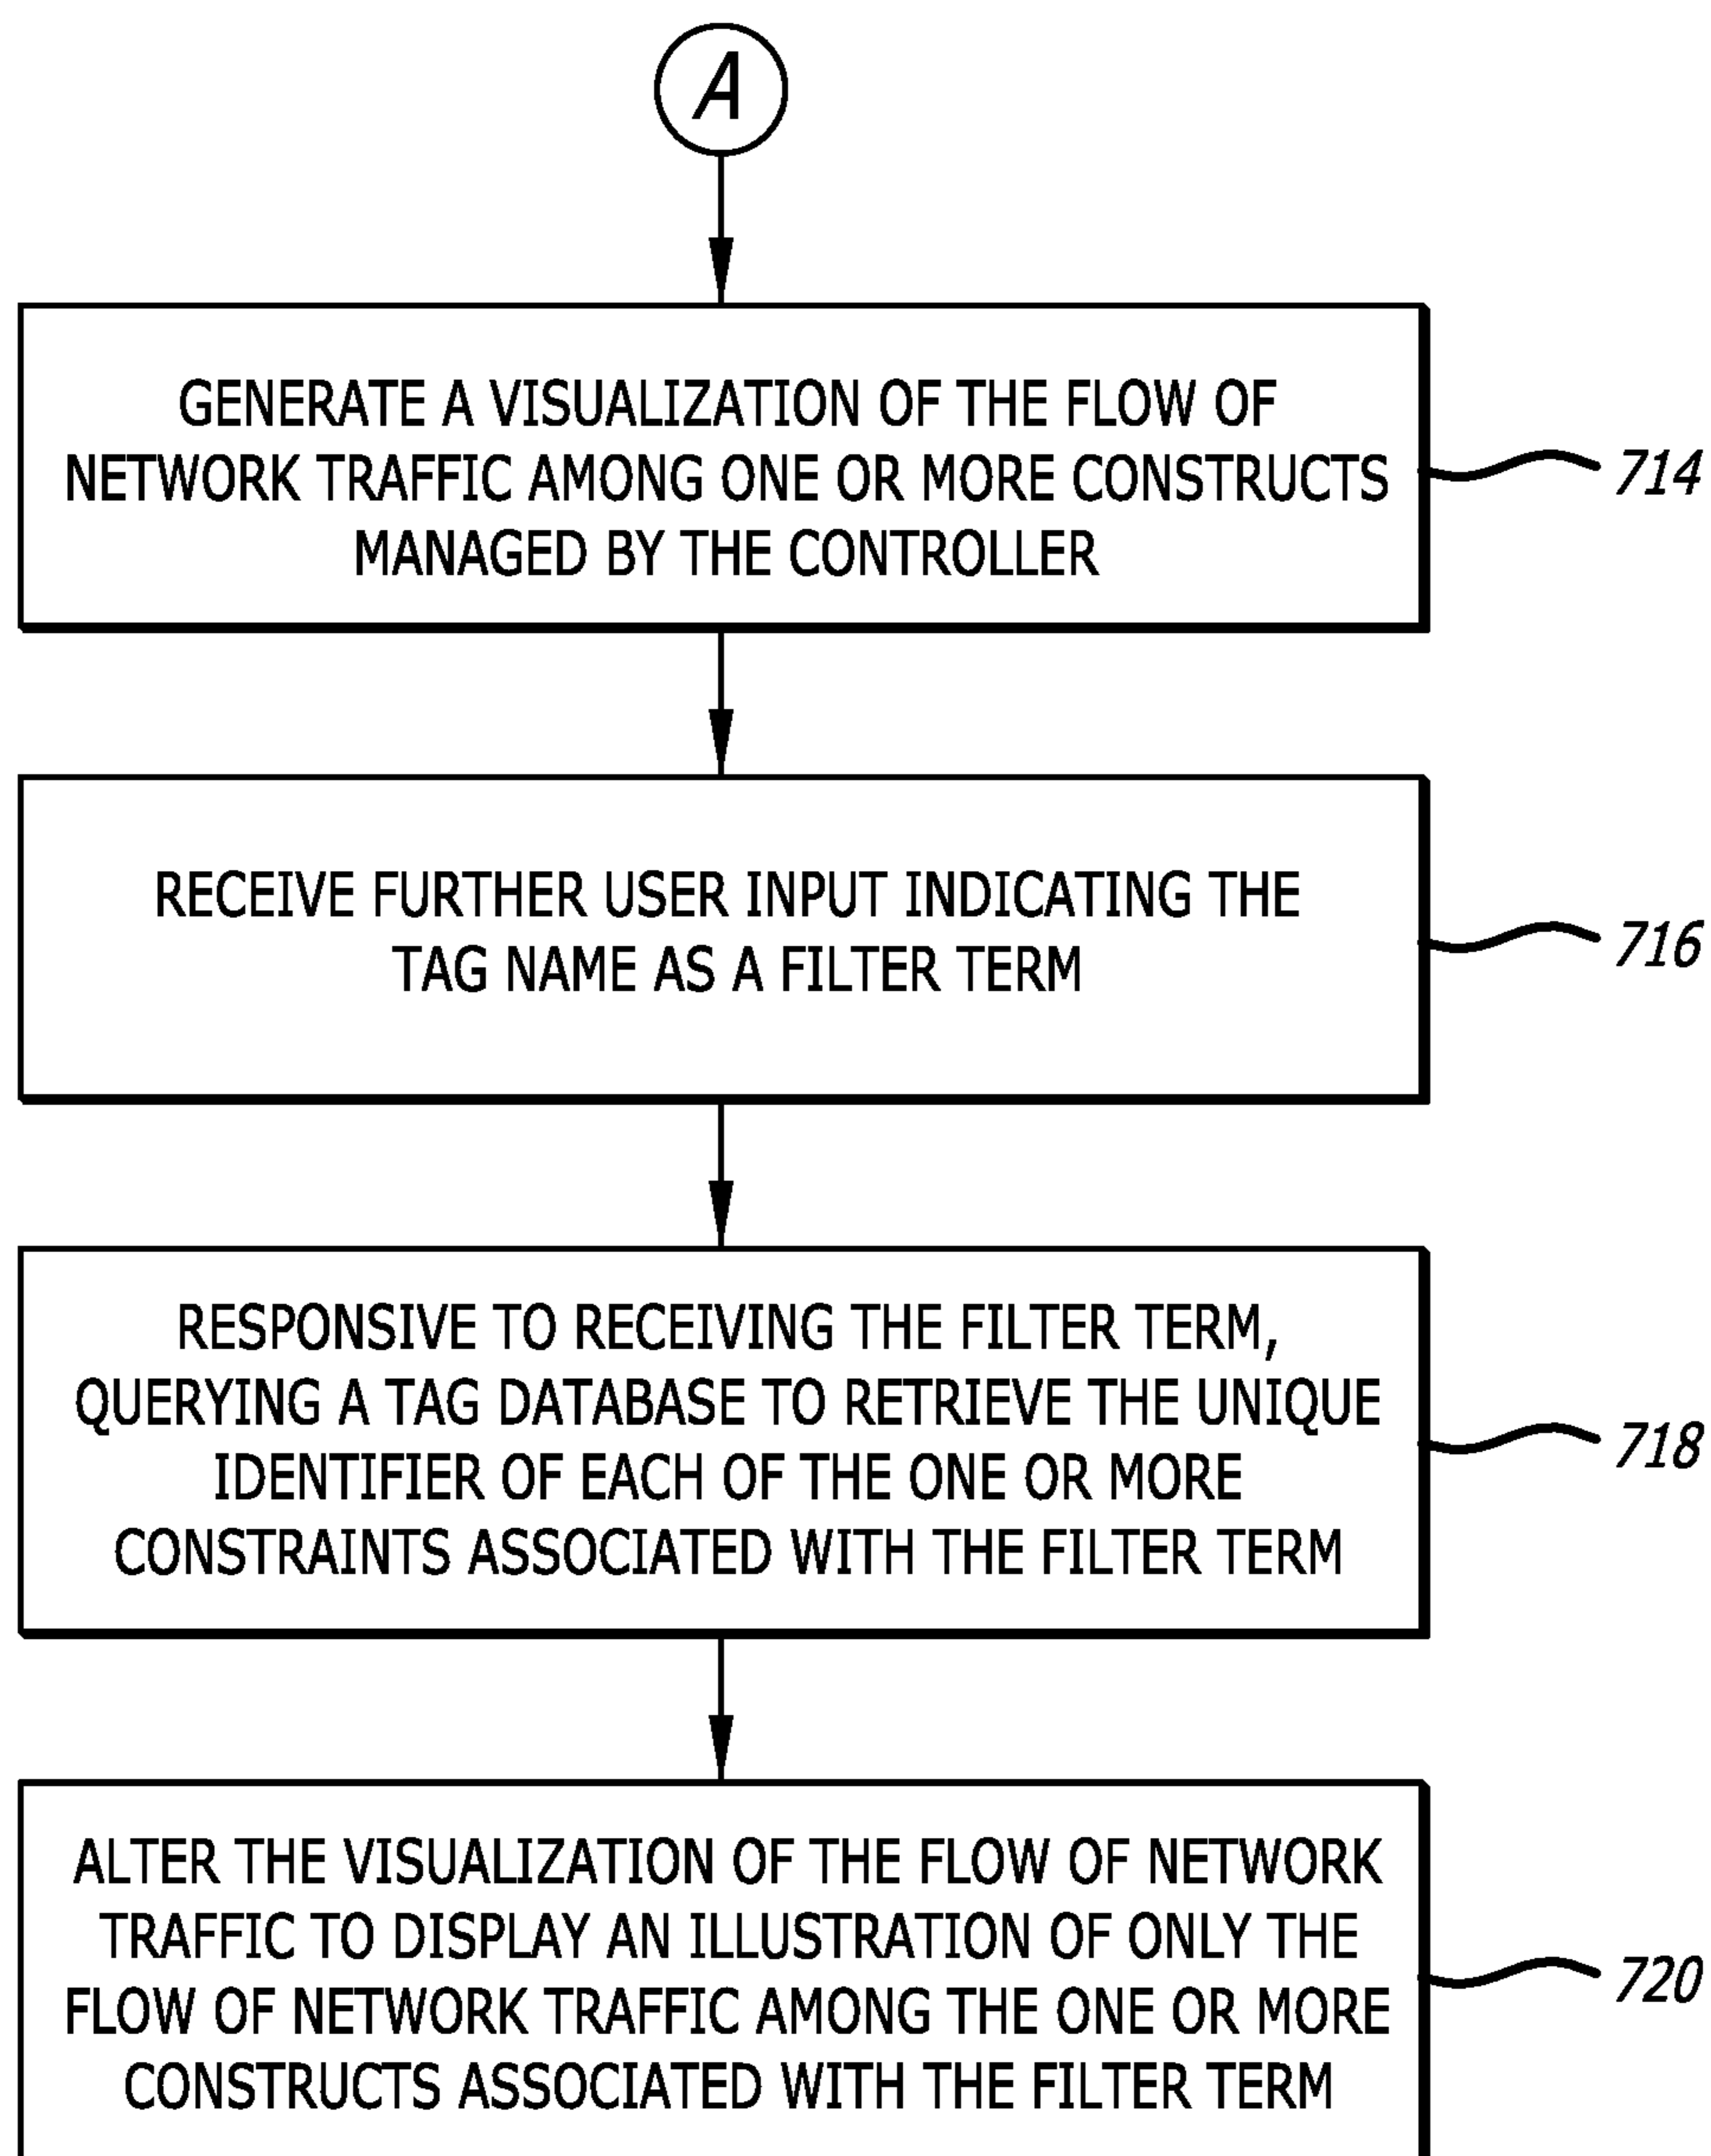 A
GENERATE A VISUALIZATION OF THE FLOW OF
NETWORK TRAFFIC AMONG ONE OR MORE CONSTRUCTS
MANAGED BY THE CONTROLLER
714
RECEIVE FURTHER USER INPUT INDICATING THE
TAG NAME AS A FILTER TERM
716
RESPONSIVE TO RECEIVING THE FILTER TERM,
QUERYING A TAG DATABASE TO RETRIEVE THE UNIQUE
IDENTIFIER OF EACH OF THE ONE OR MORE
CONSTRAINTS ASSOCIATED WITH THE FILTER TERM
718
ALTER THE VISUALIZATION OF THE FLOW OF NETWORK
TRAFFIC TO DISPLAY AN ILLUSTRATION OF ONLY THE
FLOW OF NETWORK TRAFFIC AMONG THE ONE OR MORE
CONSTRUCTS ASSOCIATED WITH THE FILTER TERM
720